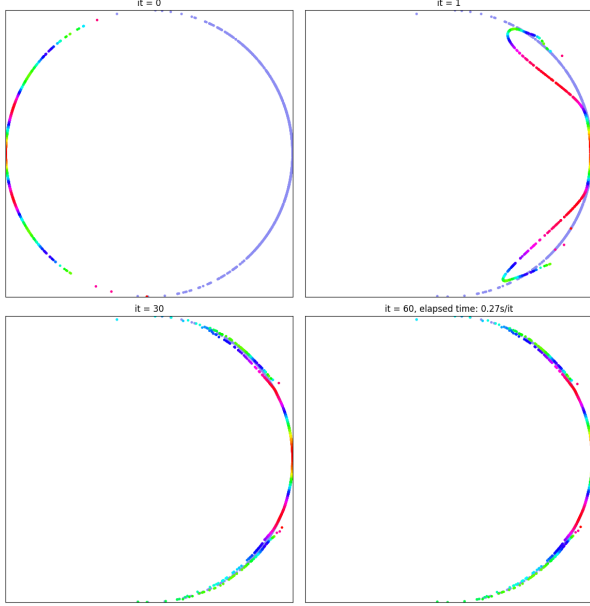 it = 0
it = 1
it = 30
it = 60, elapsed time: 0.27s/it